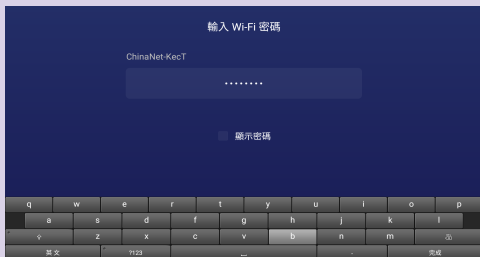 輸入 Wi-Fi 密碼
ChinaNet-KecT
••••••••
顯示密碼
q w e r t y u i o p
a s d f g h j k l
z x c v b n m
英文 ?123 完成